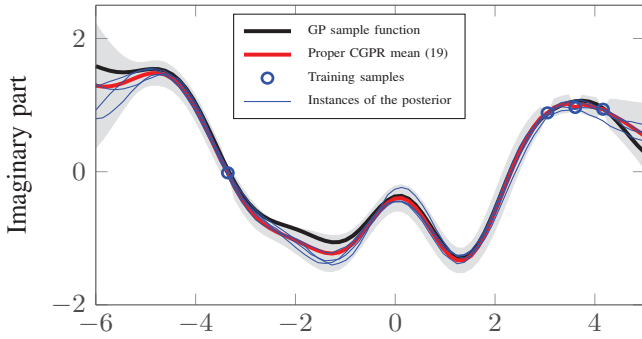 GP sample function
Proper CGPR mean (19)
Training samples
Instances of the posterior
Imaginary part
2
0
−2
−6
−4
−2
0
2
4